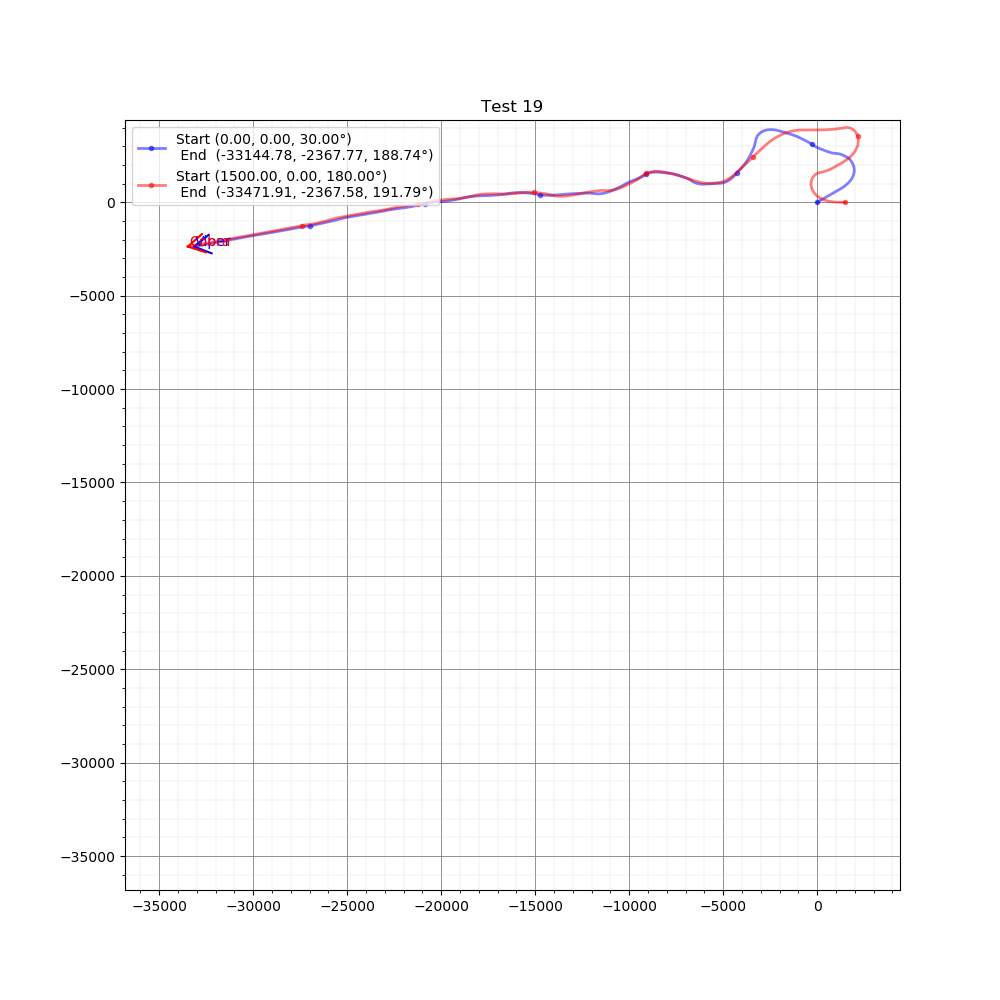 Test 19
Start (0.00, 0.00, 30.00°)
End (-33144.78, -2367.77, 188.74°)
Start (1500.00, 0.00, 180.00°)
End (-33471.91, -2367.58, 191.79°)
0
−5000
−10000
−15000
−20000
−25000
−30000
−35000
−35000 −30000 −25000 −20000 −15000 −10000 −5000 0